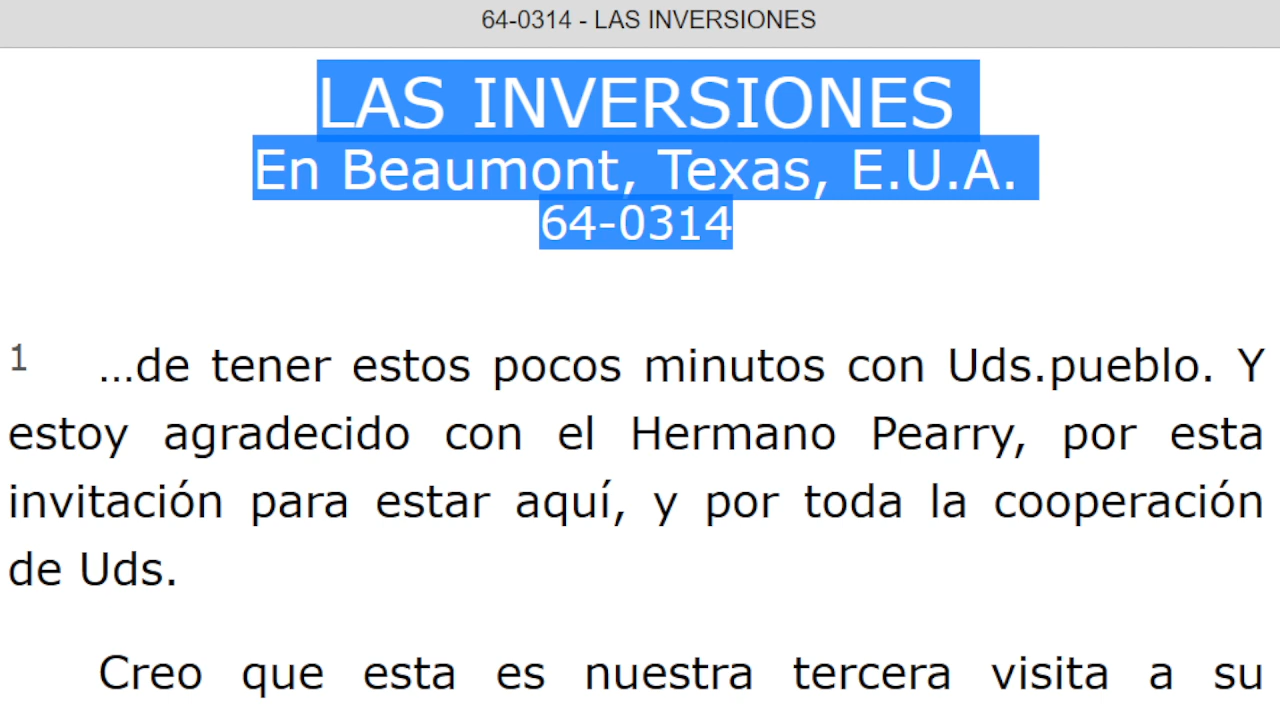 64-0314 - LAS INVERSIONES
LAS INVERSIONES
En Beaumont, Texas, E.U.A.
64-0314
1 …de tener estos pocos minutos con Uds.pueblo. Y
estoy agradecido con el Hermano Pearry, por esta
invitación para estar aquí, y por toda la cooperación
de Uds.
Creo que esta es nuestra tercera visita a su